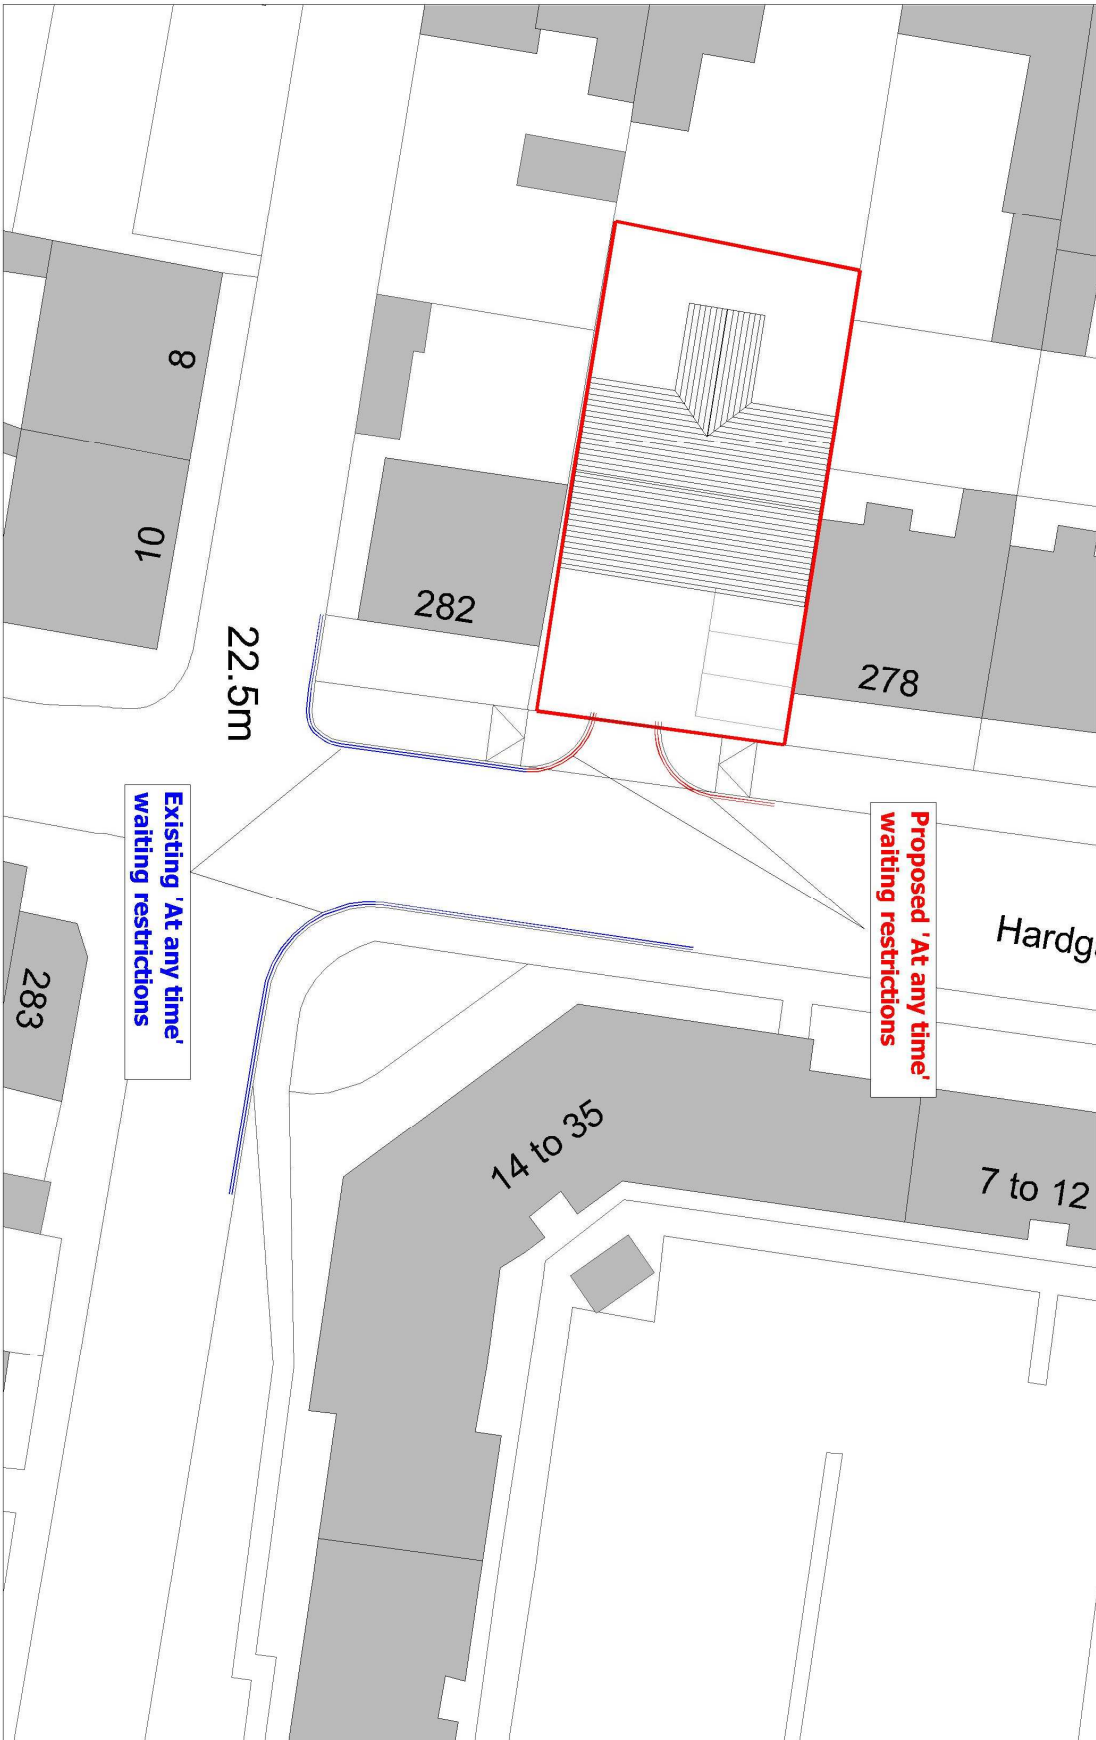 8
10
282
22.5m
278
Existing 'At any time'
waiting restrictions
Proposed 'At any time'
waiting restrictions
Hardg
283
14 to 35
7 to 12